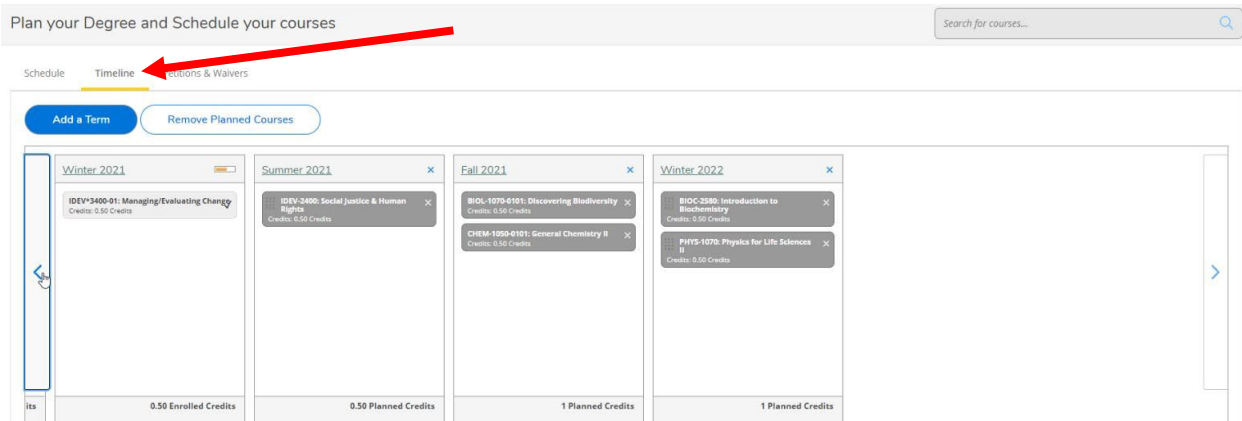 Plan your Degree and Schedule your courses
Search for courses...
Schedule Timeline etitions & Waivers
Add a Term Remove Planned Courses
Winter 2021
IDEV*3400-01: Managing/Evaluating Change
Credits: 0.50 Credits
0.50 Enrolled Credits
Summer 2021
IDEV-2400: Social Justice & Human
Rights
Credits: 0.50 Credits
0.50 Planned Credits
Fall 2021
BIOL-1070-0101: Discovering Biodiversity
Credits: 0.50 Credits
CHEM-1050-0101: General Chemistry II
Credits: 0.50 Credits
1 Planned Credits
Winter 2022
BIOC-2580: Introduction to
Biochemistry
Credits: 0.50 Credits
PHYS-1070: Physics for Life Sciences
II
Credits: 0.50 Credits
1 Planned Credits
its